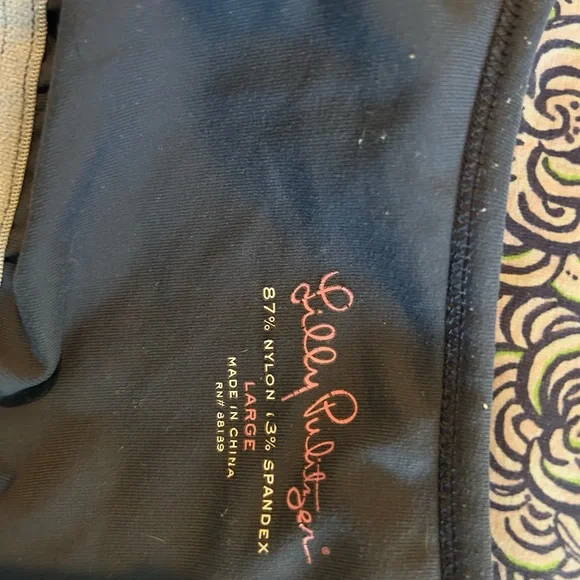 Lilly Pulitzer®
87% NYLON 13% SPANDEX
LARGE
MADE IN CHINA
RN# 88189